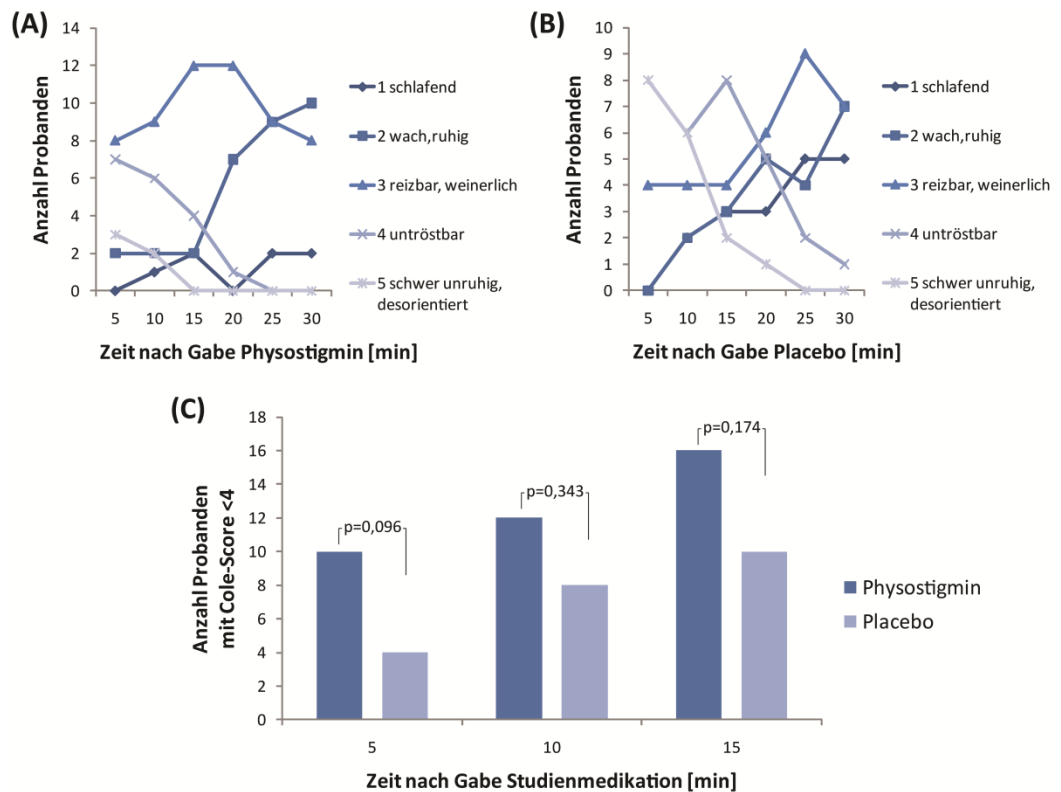 (A)
Anzahl Probanden
14
12
10
8
6
4
2
0
5 10 15 20 25 30
Zeit nach Gabe Physostigmin [min]
1 schlafend
2 wach,ruhig
3 reizbar, weinerlich
4 untröstbar
5 schwer unruhig,
desorientiert
(B)
Anzahl Probanden
10
9
8
7
6
5
4
3
2
1
0
5 10 15 20 25 30
Zeit nach Gabe Placebo [min]
1 schlafend
2 wach,ruhig
3 reizbar, weinerlich
4 untröstbar
5 schwer unruhig,
desorientiert
(C)
Anzahl Probanden
mit Cole-Score <4
18
16
14
12
10
8
6
4
2
0
p=0,096
p=0,343
p=0,174
5 10 15
Zeit nach Gabe Studienmedikation [min]
Physostigmin
Placebo